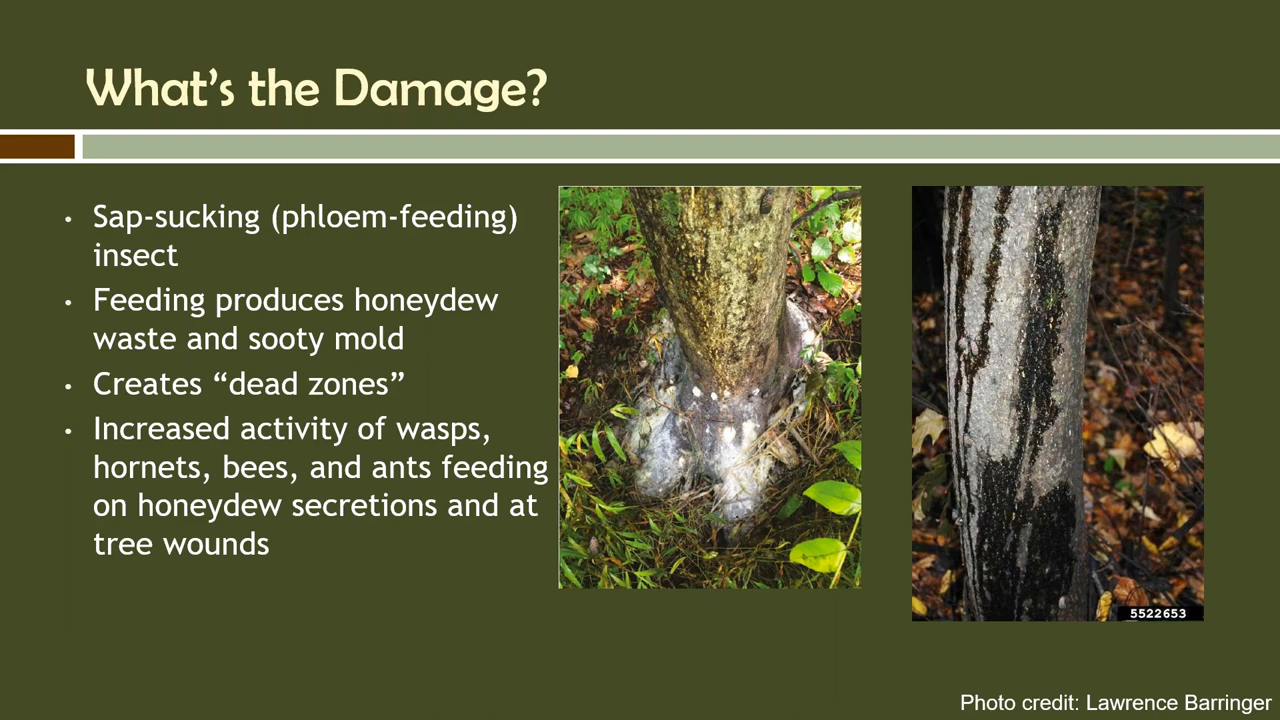 What's the Damage?
• Sap-sucking (phloem-feeding)
insect
• Feeding produces honeydew
waste and sooty mold
• Creates “dead zones”
• Increased activity of wasps,
hornets, bees, and ants feeding
on honeydew secretions and at
tree wounds
5522653
Photo credit: Lawrence Barringer